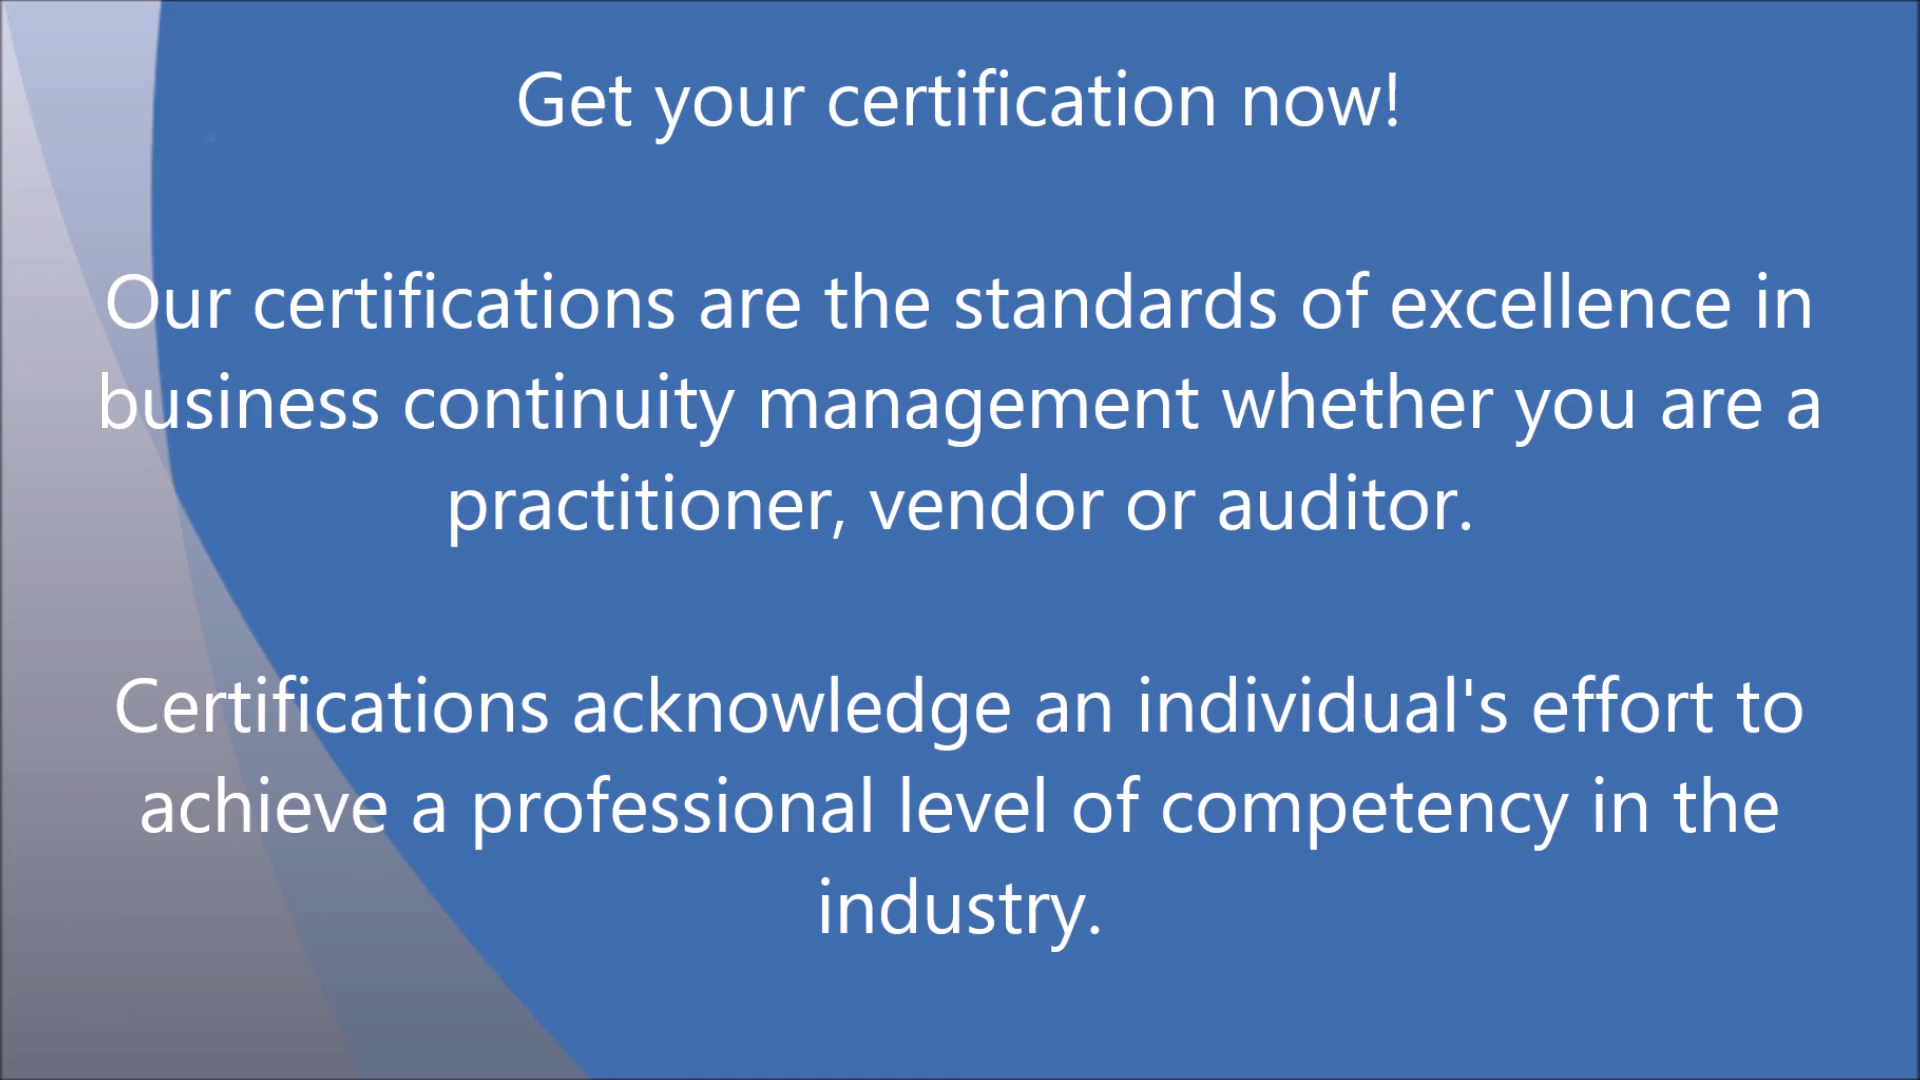 Get your certification now!
Our certifications are the standards of excellence in
business continuity management whether you are a
practitioner, vendor or auditor.
Certifications acknowledge an individual's effort to
achieve a professional level of competency in the
industry.